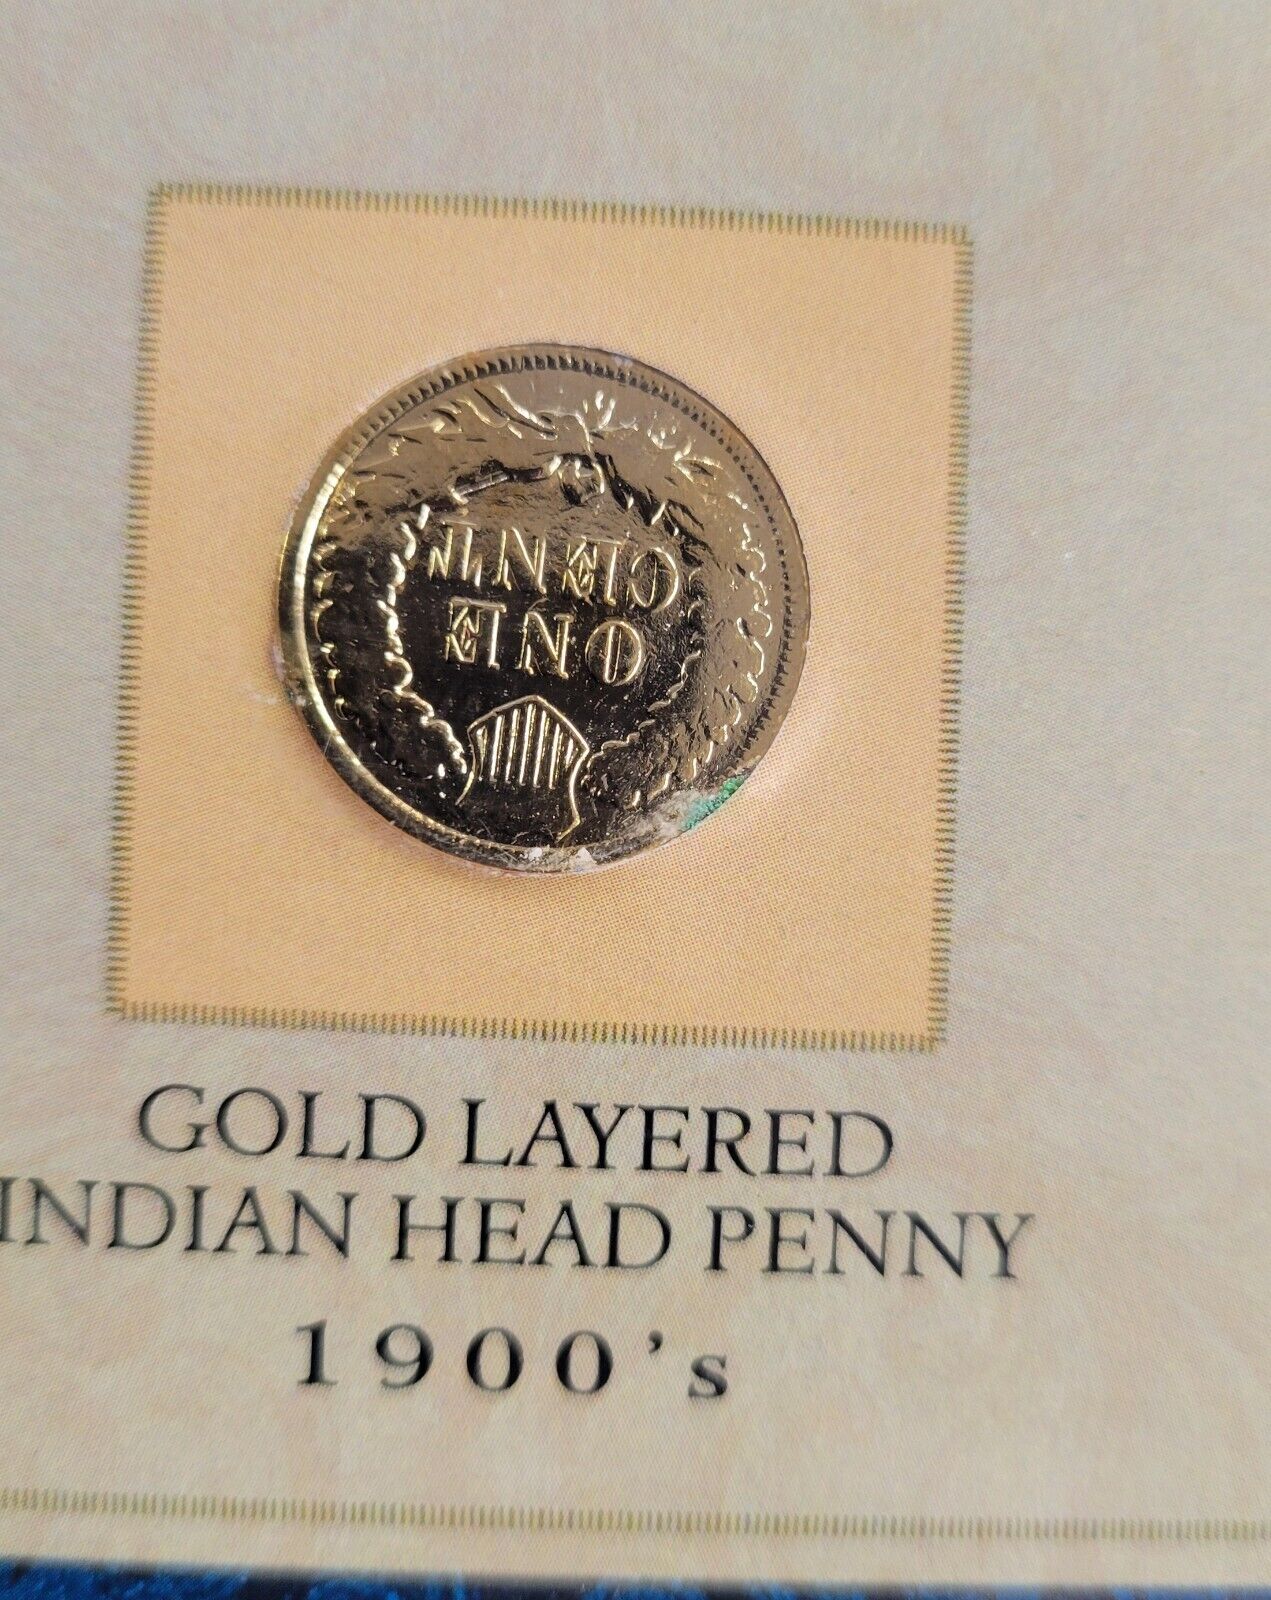 ONE
CENT
GOLD LAYERED
INDIAN HEAD PENNY
1900's